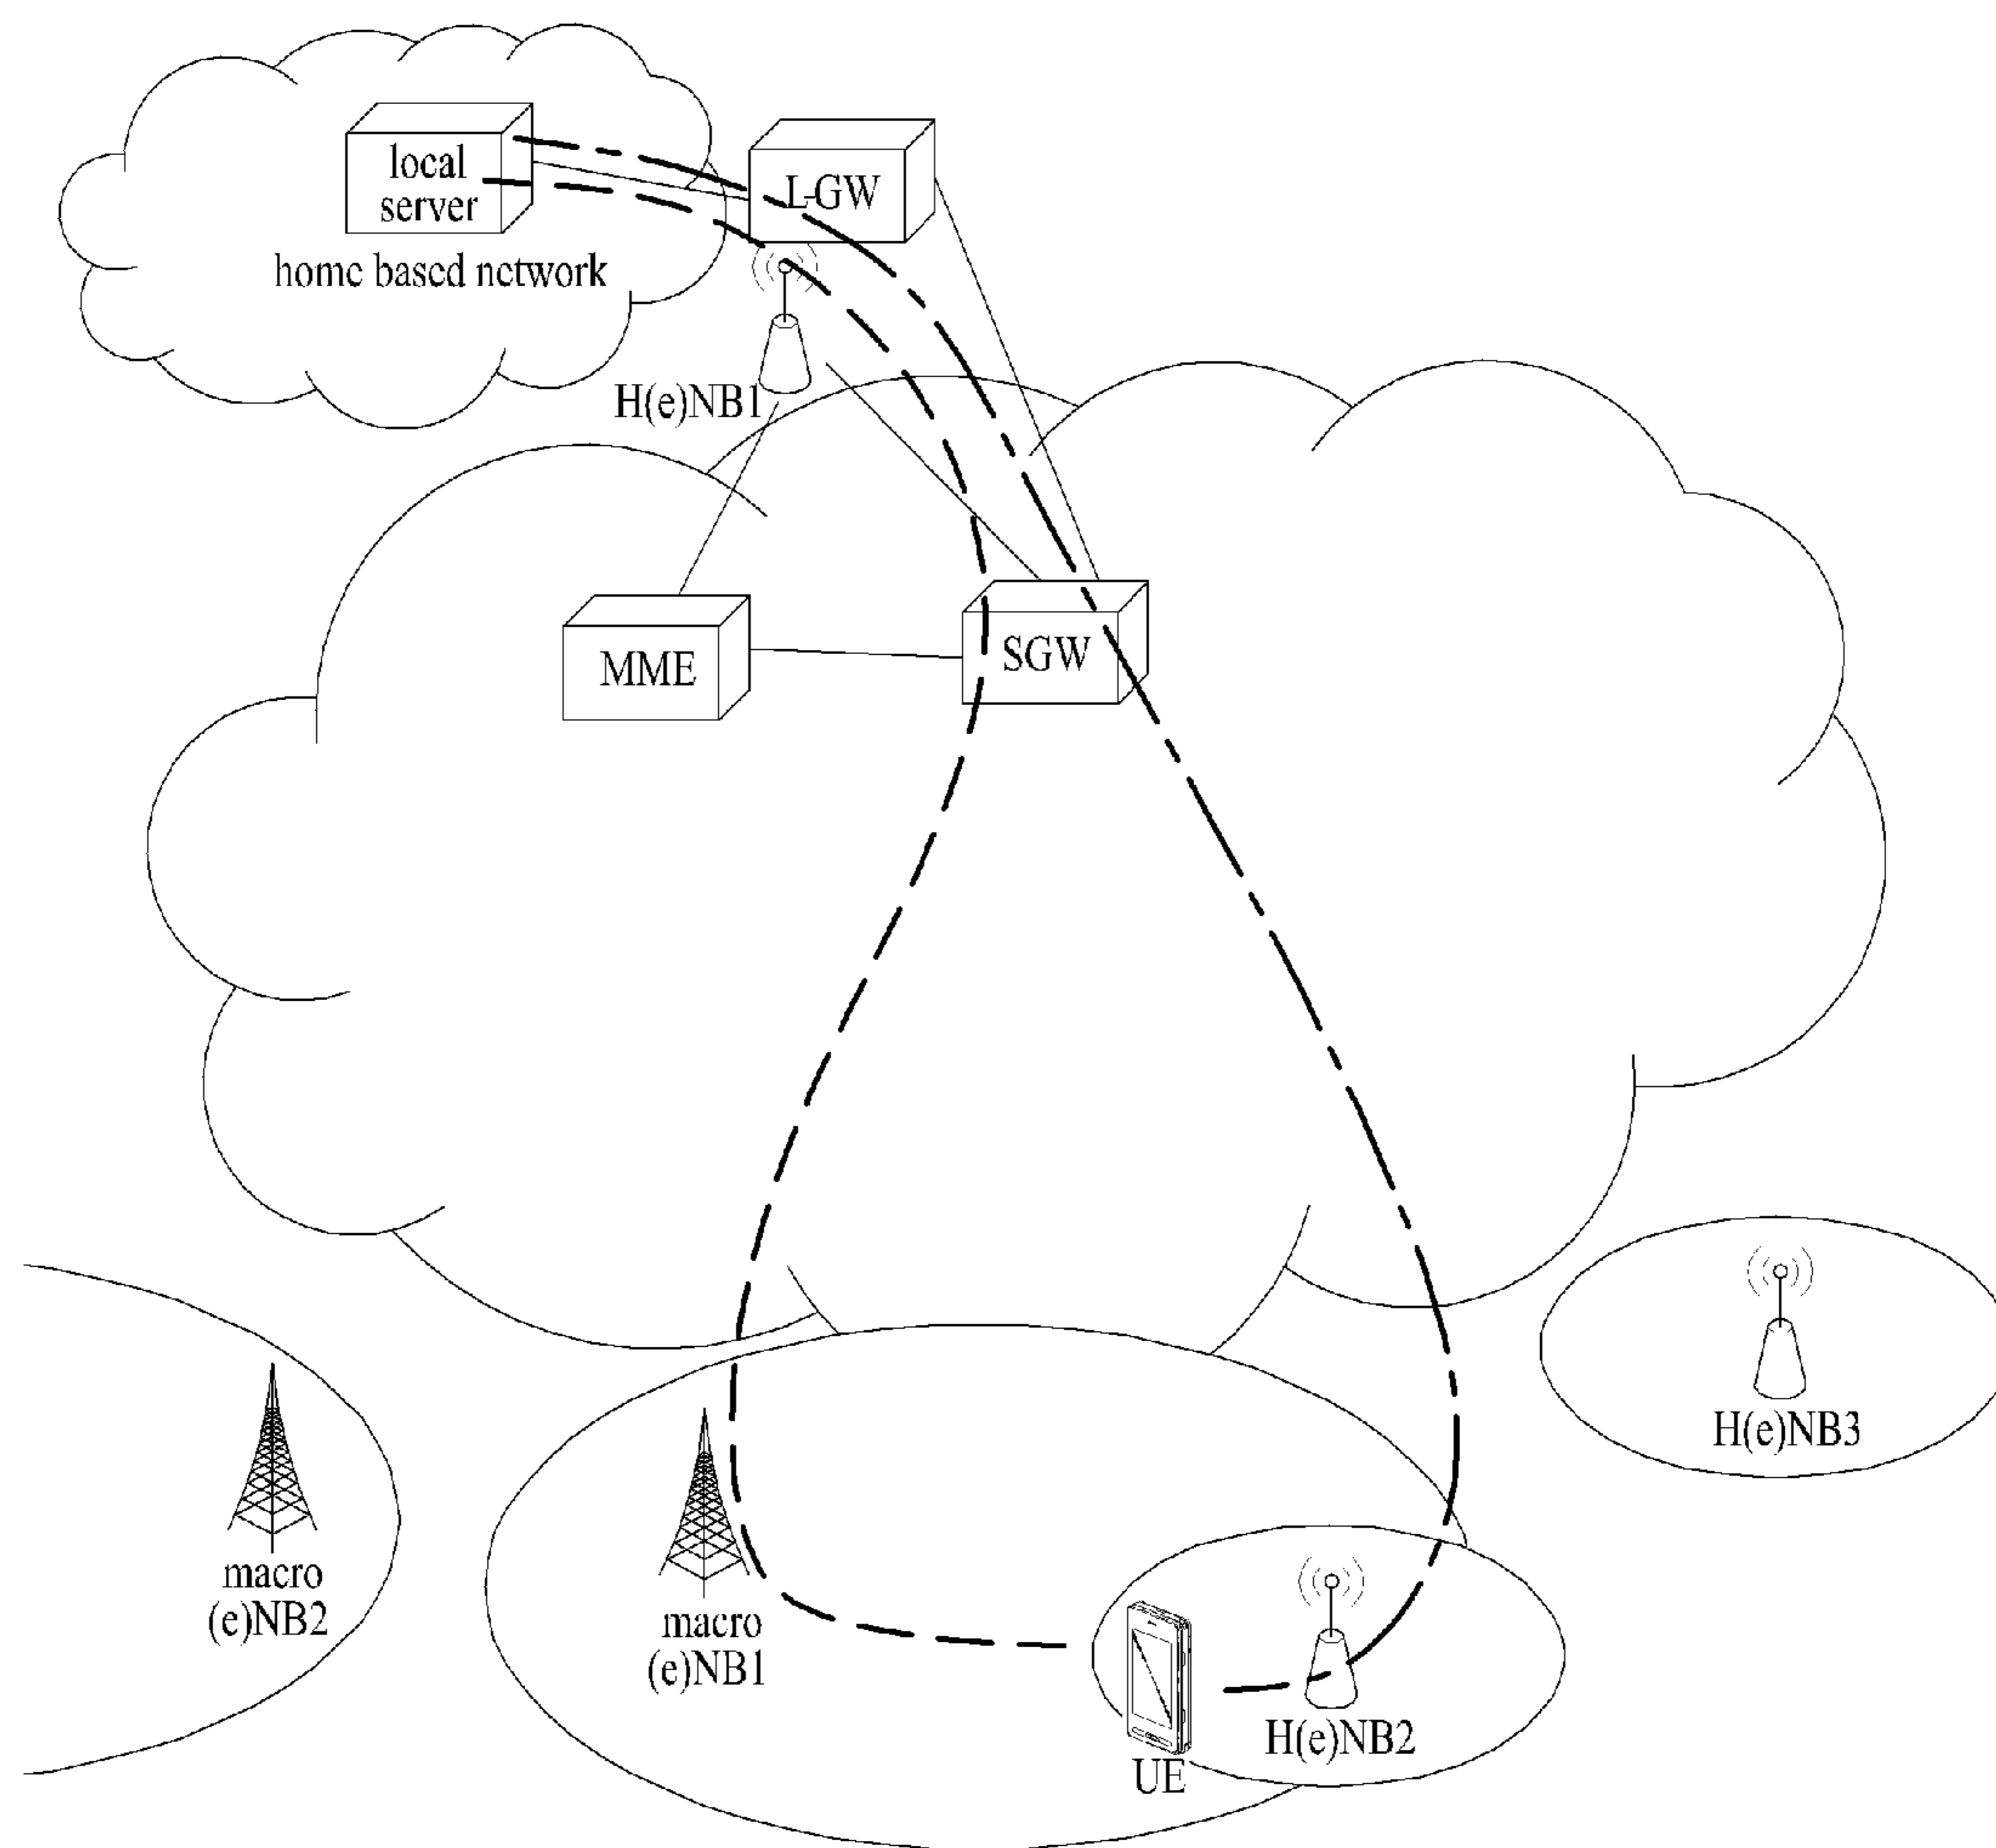 local
server
L-GW
home based network
H(e)NB1
MME
SGW
H(e)NB3
macro
(e)NB2
macro
(e)NB1
H(e)NB2
UE